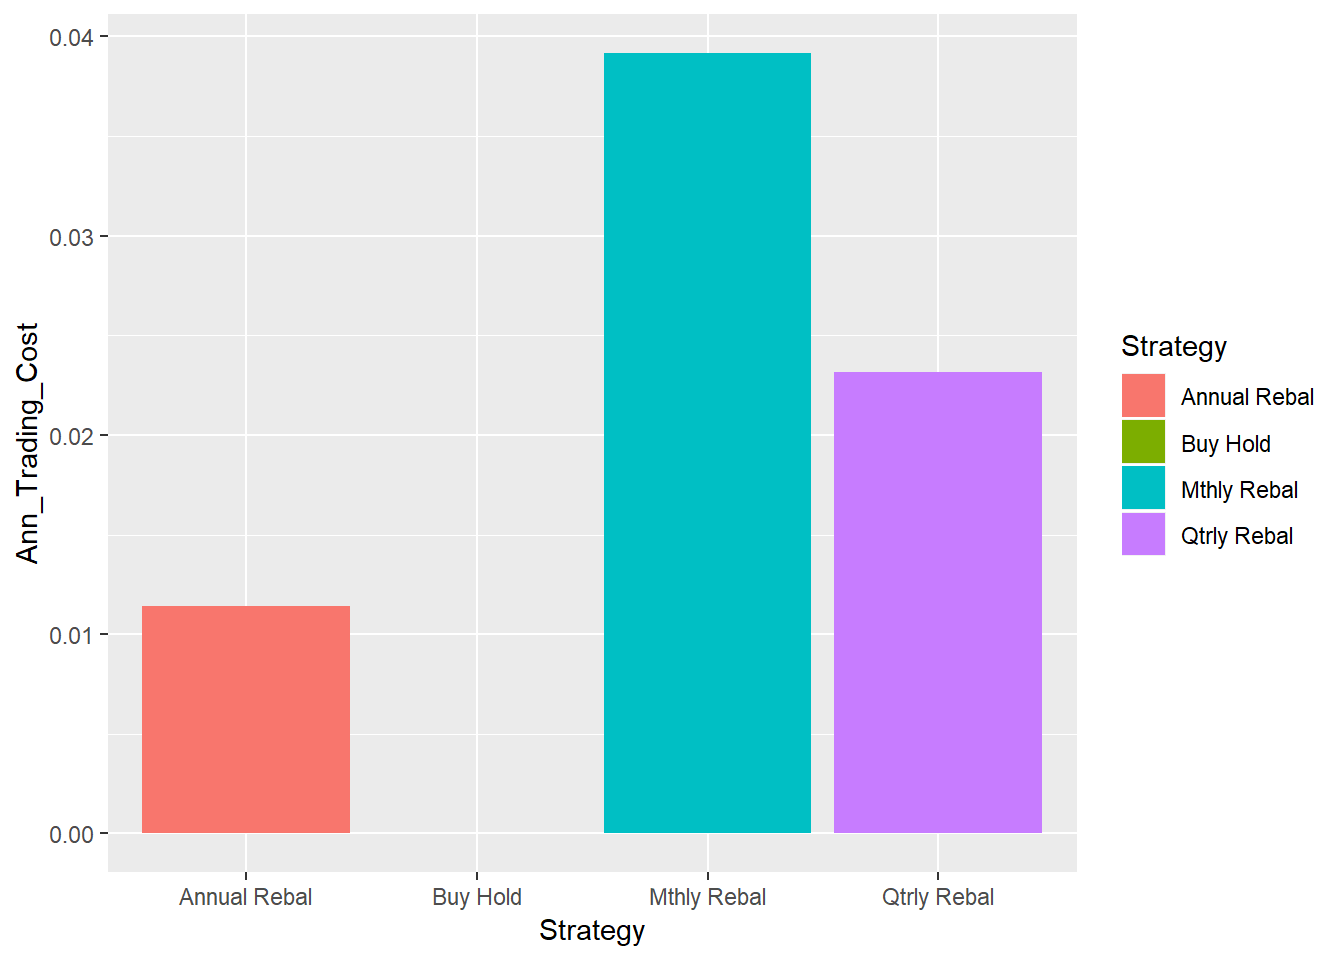 0.04
0.03
0.02
0.01
0.00
Ann_Trading_Cost
Annual Rebal
Buy Hold
Mthly Rebal
Qtrly Rebal
Strategy
Strategy
Annual Rebal
Buy Hold
Mthly Rebal
Qtrly Rebal